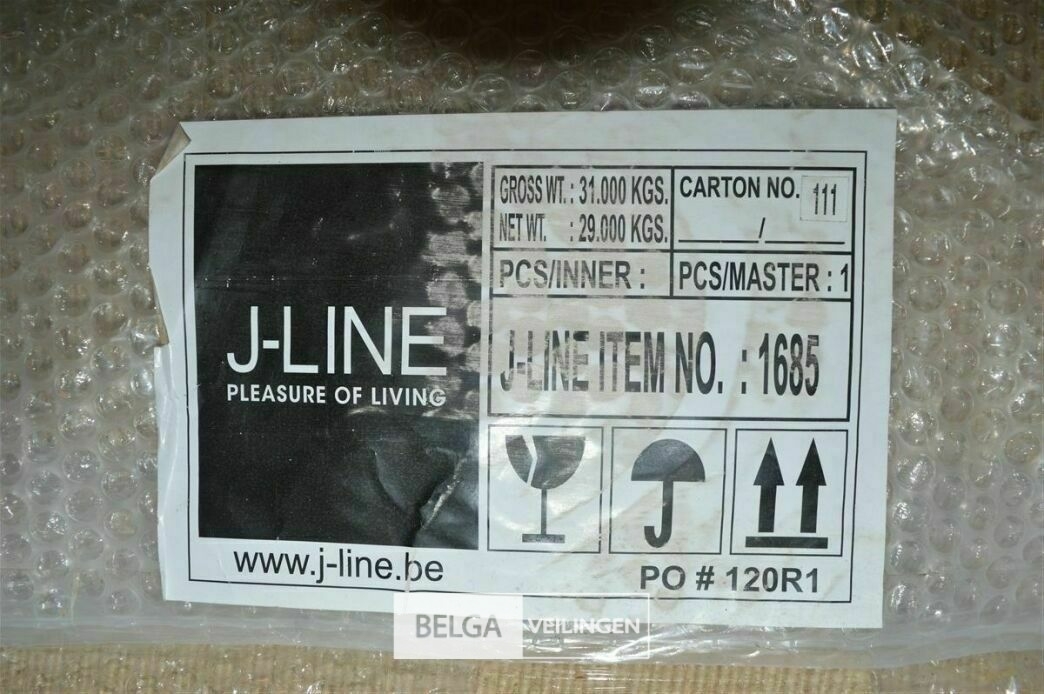 J-LINE
PLEASURE OF LIVING
www.j-line.be
GROSS WT. : 31.000 KGS.
NET WT. : 29.000 KGS.
CARTON NO. 111
/
PCS/INNER :
PCS/MASTER : 1
J-LINE ITEM NO. : 1685
PO # 120R1
BELGA VEILINGEN